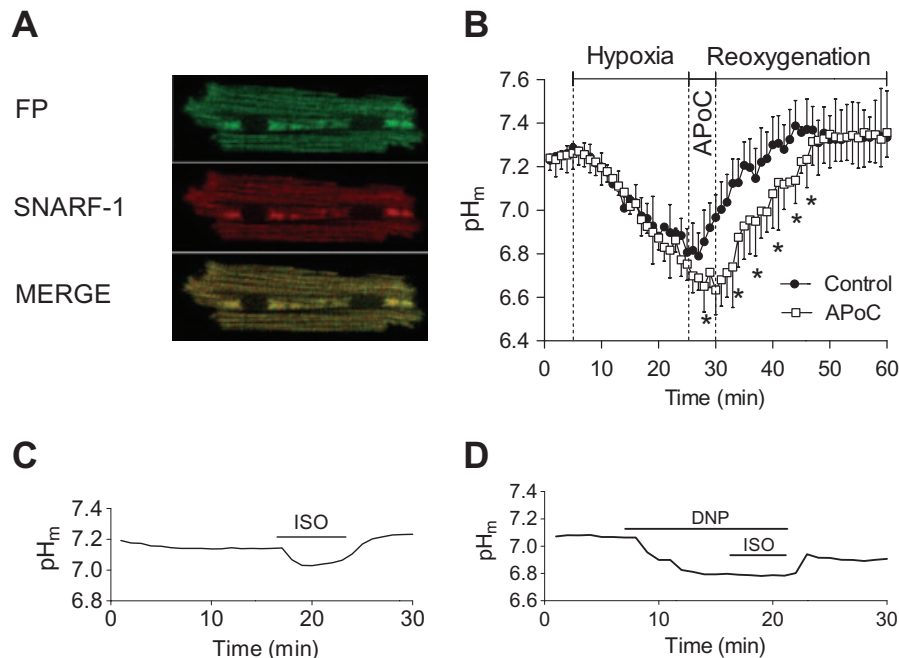 A
FP
SNARF-1
MERGE
B
Hypoxia
APoC
Reoxygenation
7.6
7.4
7.2
7.0
6.8
6.6
6.4
pHm
* * * * * *
Control
APoC
0 10 20 30 40 50 60
Time (min)
C
7.4
7.2
7.0
6.8
pHm
ISO
0 10 20 30
Time (min)
D
7.4
7.2
7.0
6.8
6.6
pHm
DNP
ISO
0 10 20 30
Time (min)